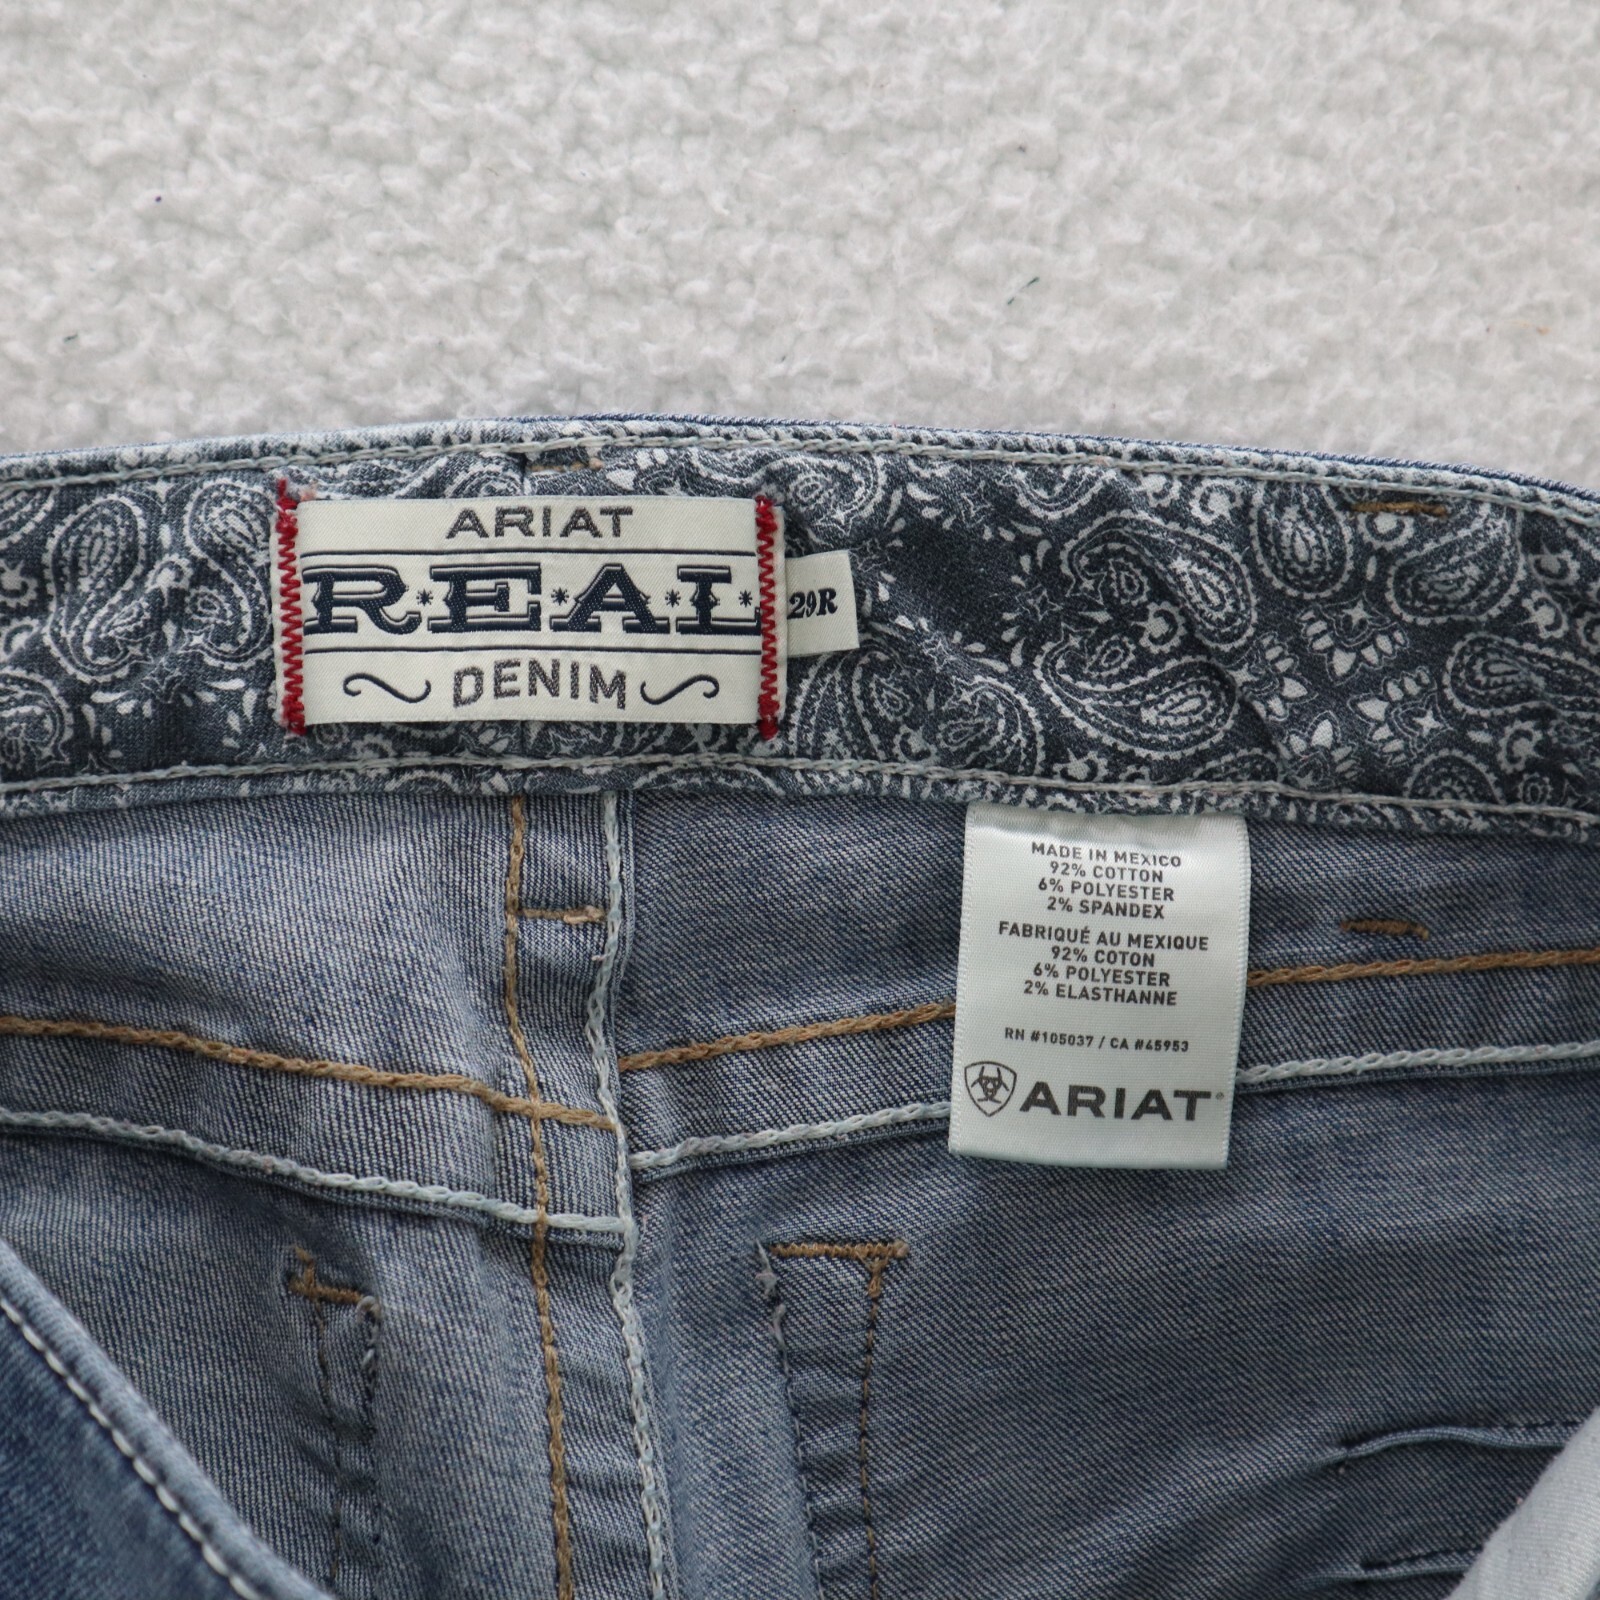 ARIAT
R*E*A*L*
DENIM
29R
MADE IN MEXICO
92% COTTON
6% POLYESTER
2% SPANDEX
FABRIQUÉ AU MEXIQUE
92% COTON
6% POLYESTER
2% ELASTHANNE
RN #105037 / CA #45953
ARIAT